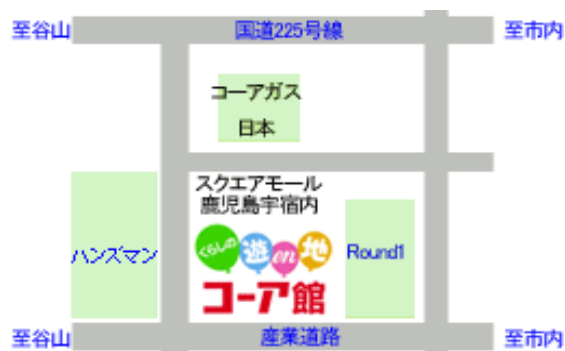 至谷山 国道225号線 至市内
コーアガス
日本
スクエアモール
鹿児島宇宿内
くらしの遊en地
ハンズマン
Round1
コーア館
至谷山 産業道路 至市内